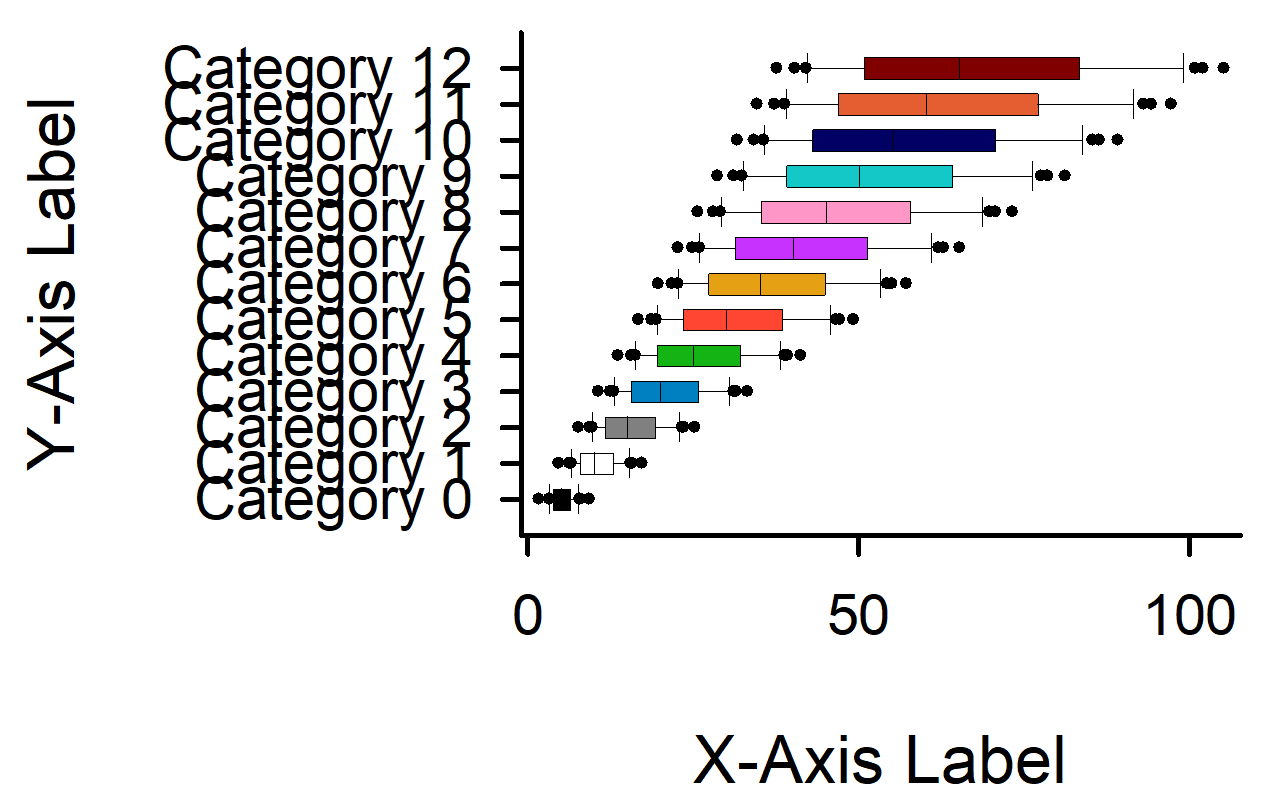 Category 12
Category 11
Category 10
Category 9
Category 8
Category 7
Category 6
Category 5
Category 4
Category 3
Category 2
Category 1
Category 0
Y-Axis Label
0 50 100
X-Axis Label